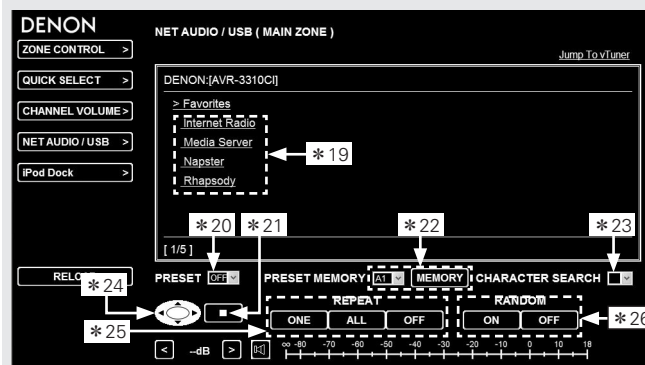 DENON
NET AUDIO / USB ( MAIN ZONE )
ZONE CONTROL >
Jump To vTuner
QUICK SELECT >
DENON:[AVR-3310CI]
> Favorites
CHANNEL VOLUME >
Internet Radio
NET AUDIO / USB >
Media Server
*19
Napster
iPod Dock >
Rhapsody
*20
*21
*22
*23
[ 1/5 ]
PRESET OFF
PRESET MEMORY A1 MEMORY
CHARACTER SEARCH
*24
REPEAT
RANDOM
ONE ALL OFF
ON OFF
*25
*26
< --dB >
∞ -80 -70 -60 -50 -40 -30 -20 -10 0 10 18